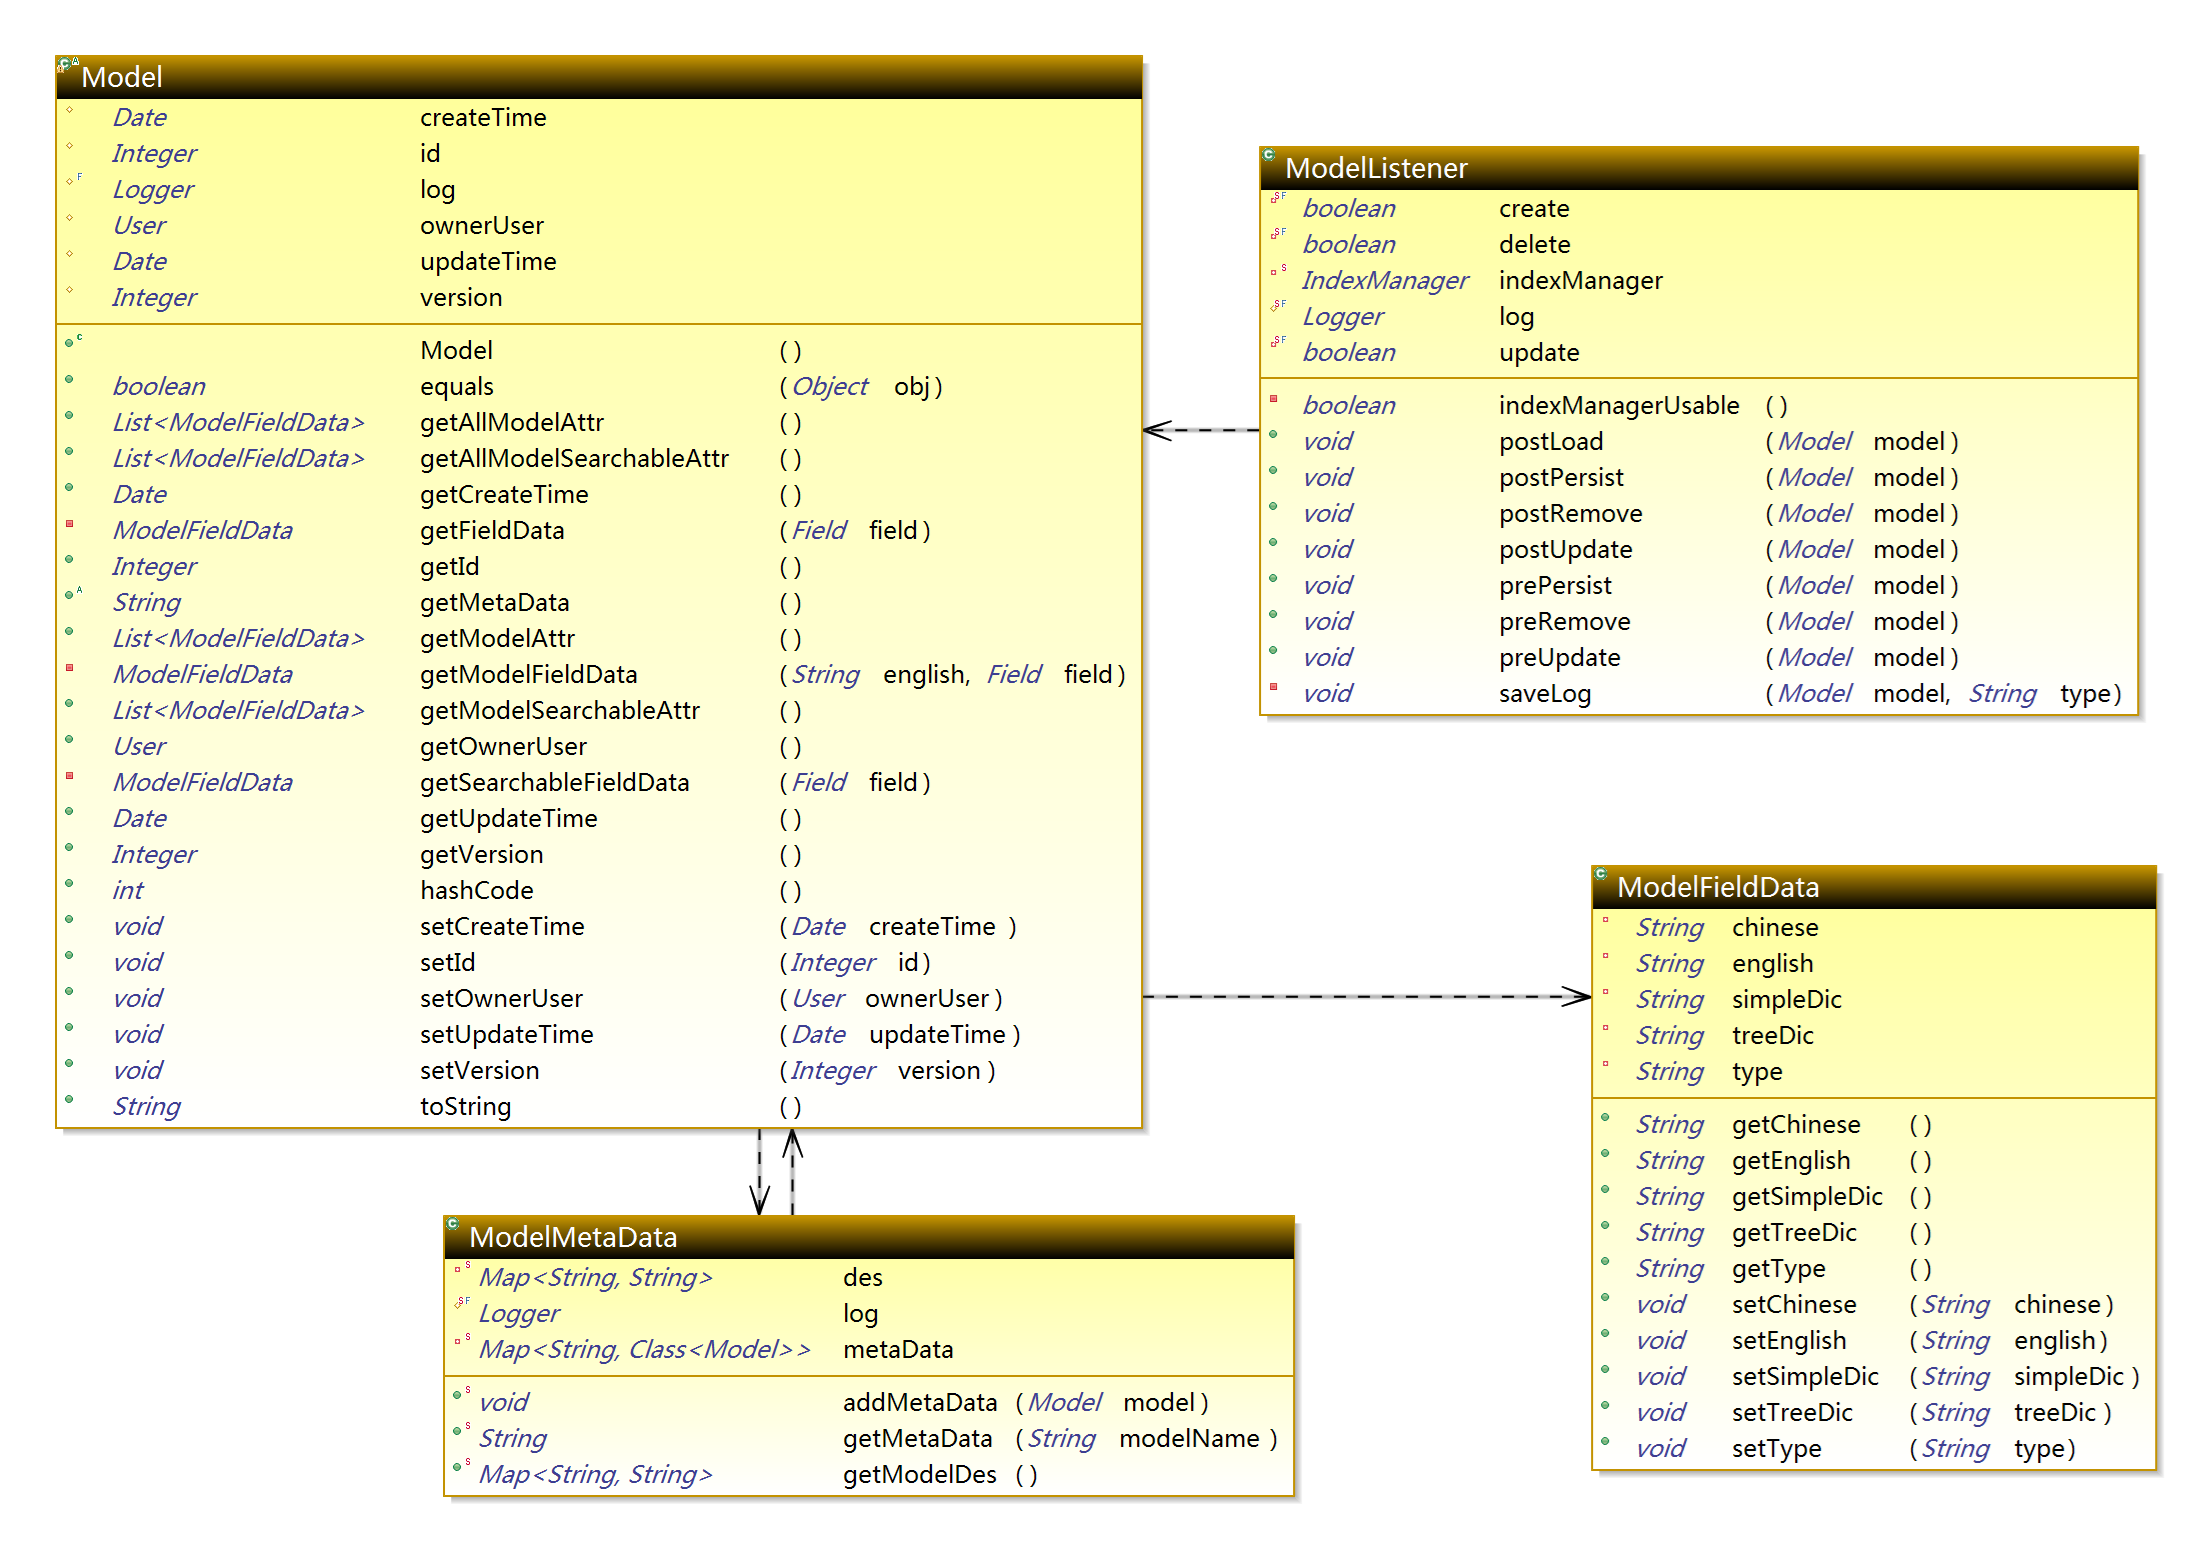 Model
Date createTime
Integer id
Logger log
User ownerUser
Date updateTime
Integer version
Model ()
boolean equals (Object obj)
List<ModelFieldData> getAllModelAttr ()
List<ModelFieldData> getAllModelSearchableAttr ()
Date getCreateTime ()
ModelFieldData getFieldData (Field field)
Integer getId ()
String getMetaData ()
List<ModelFieldData> getModelAttr ()
ModelFieldData getModelFieldData (String english, Field field)
List<ModelFieldData> getModelSearchableAttr ()
User getOwnerUser ()
ModelFieldData getSearchableFieldData (Field field)
Date getUpdateTime ()
Integer getVersion ()
int hashCode ()
void setCreateTime (Date createTime )
void setId (Integer id)
void setOwnerUser (User ownerUser)
void setUpdateTime (Date updateTime)
void setVersion (Integer version)
String toString ()
ModelListener
boolean create
boolean delete
IndexManager indexManager
Logger log
boolean update
boolean indexManagerUsable ()
void postLoad (Model model)
void postPersist (Model model)
void postRemove (Model model)
void postUpdate (Model model)
void prePersist (Model model)
void preRemove (Model model)
void preUpdate (Model model)
void saveLog (Model model, String type)
ModelFieldData
String chinese
String english
String simpleDic
String treeDic
String type
String getChinese ()
String getEnglish ()
String getSimpleDic ()
String getTreeDic ()
String getType ()
void setChinese (String chinese)
void setEnglish (String english)
void setSimpleDic (String simpleDic)
void setTreeDic (String treeDic)
void setType (String type)
ModelMetaData
Map<String, String> des
Logger log
Map<String, Class<Model>> metaData
void addMetaData (Model model)
String getMetaData (String modelName )
Map<String, String> getModelDes ()